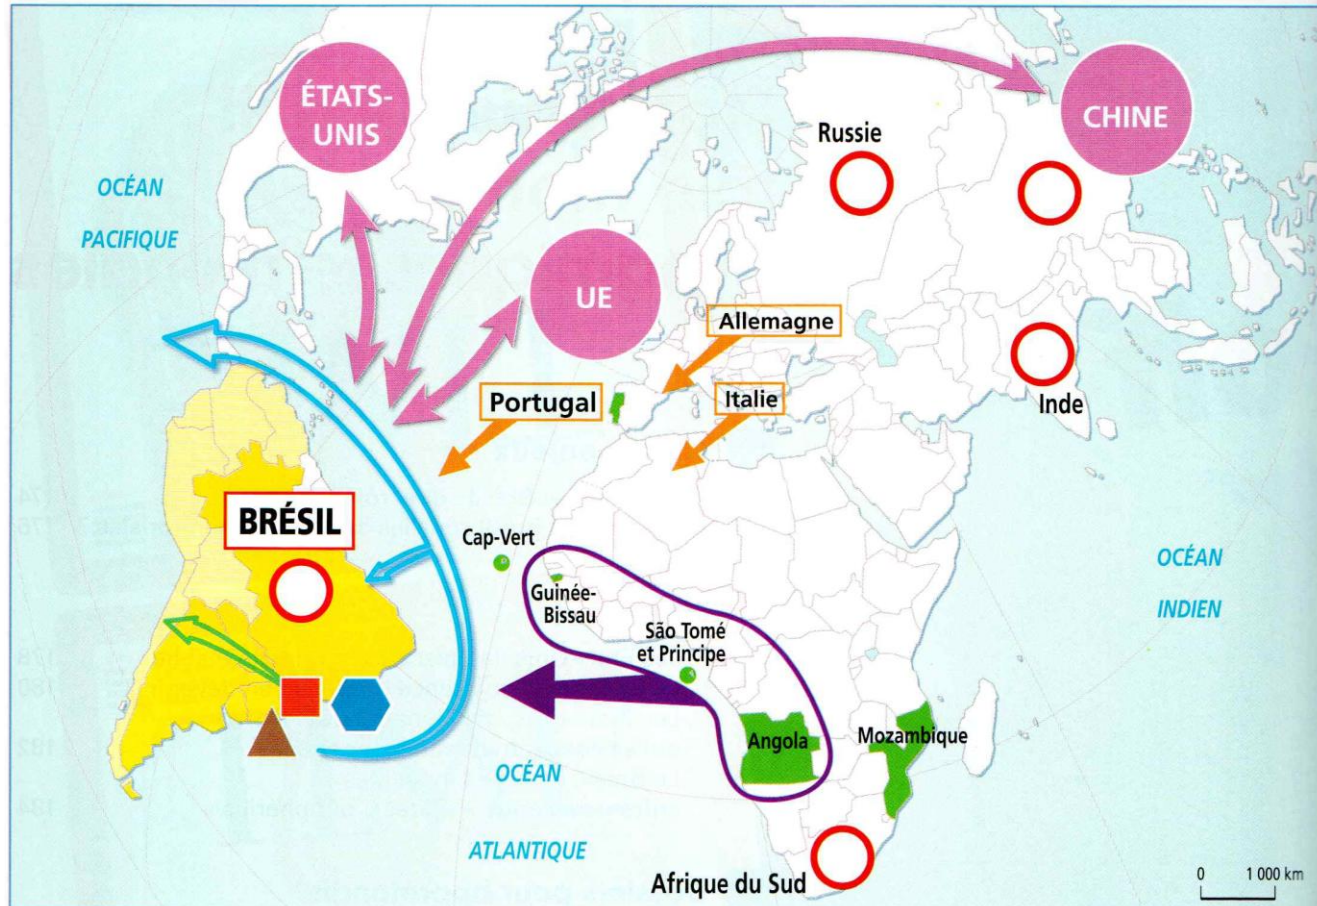 ÉTATS-
UNIS
CHINE
Russie
OCÉAN
PACIFIQUE
UE
Allemagne
Portugal
Italie
Inde
BRÉSIL
Cap-Vert
OCÉAN
INDIEN
Guinée-
Bissau
São Tomé
et Principe
Angola
Mozambique
OCÉAN
ATLANTIQUE
Afrique du Sud
0 1 000 km